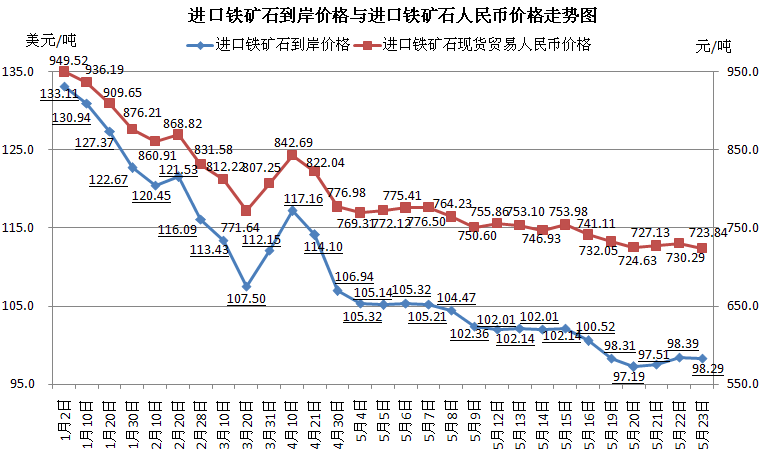 进口铁矿石到岸价格与进口铁矿石人民币价格走势图
美元/吨
进口铁矿石到岸价格
进口铁矿石现货贸易人民币价格
元/吨
135.0
125.0
115.0
105.0
95.0
950.0
850.0
750.0
650.0
550.0
949.52
936.19
909.65
876.21
860.91
868.82
831.58
812.22
771.64
807.25
842.69
822.04
776.98
769.31
775.41
772.12
776.50
764.23
750.60
755.86
753.10
746.93
753.98
741.11
732.05
724.63
727.13
730.29
723.84
133.11
130.94
127.37
122.67
120.45
121.53
116.09
113.43
107.50
112.15
117.16
114.10
106.94
105.32
105.14
105.32
105.21
104.47
102.36
102.01
102.14
102.01
102.14
100.52
98.31
97.19
97.51
98.39
98.29
1月2日
1月10日
1月20日
1月30日
2月10日
2月20日
2月28日
3月10日
3月20日
3月31日
4月10日
4月21日
4月30日
5月4日
5月5日
5月6日
5月7日
5月8日
5月9日
5月12日
5月13日
5月14日
5月15日
5月16日
5月19日
5月20日
5月21日
5月22日
5月23日